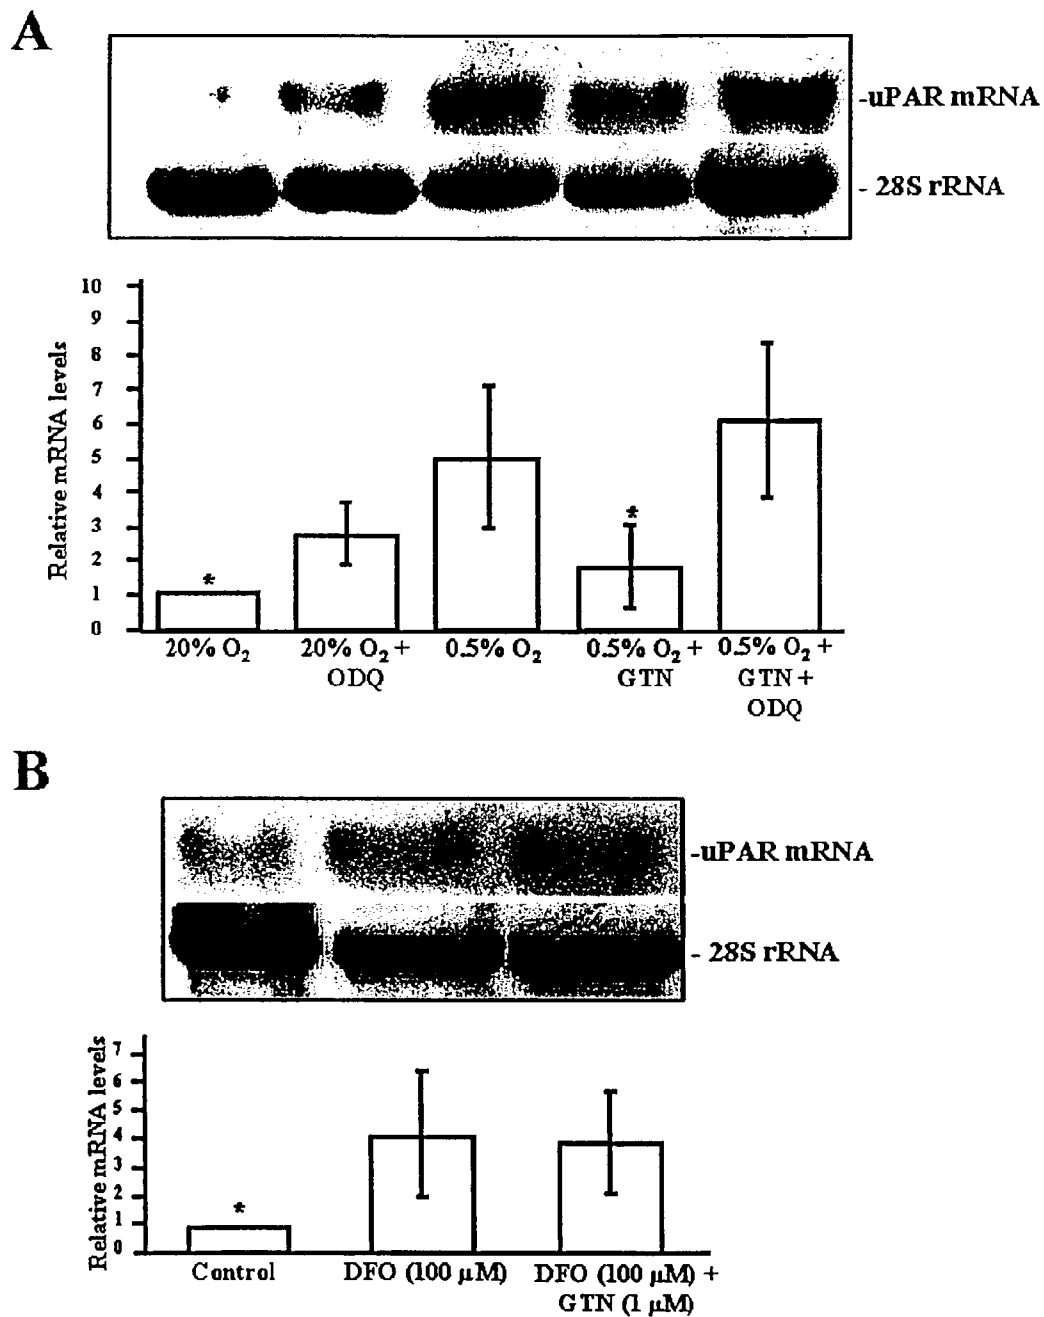 A
-uPAR mRNA
- 28S rRNA
Relative mRNA levels
10
9
8
7
6
5
4
3
2
1
0
*
*
20% O₂
20% O₂ +
ODQ
0.5% O₂
0.5% O₂ +
GTN
0.5% O₂ +
GTN +
ODQ
B
-uPAR mRNA
- 28S rRNA
Relative mRNA levels
7
6
5
4
3
2
1
0
*
Control
DFO (100 µM)
DFO (100 µM) +
GTN (1 µM)